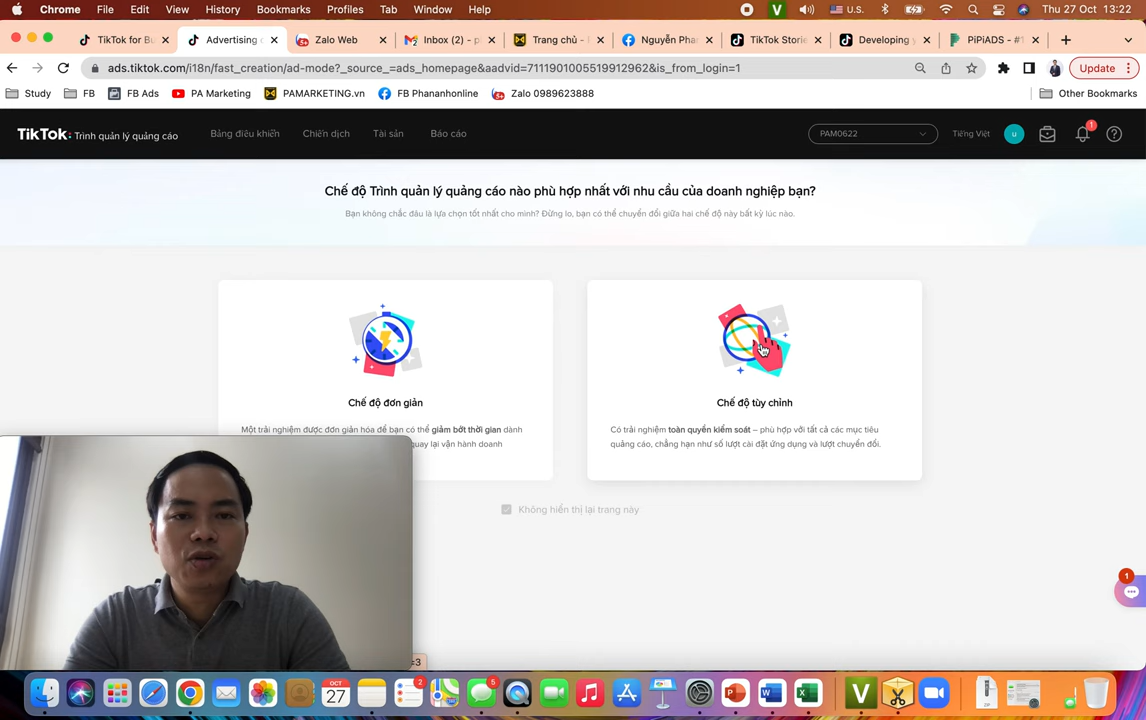 Chrome File Edit View History Bookmarks Profiles Tab Window Help V U.S. Thu 27 Oct 13:22
TikTok for Bu Advertising Zalo Web Inbox (2) - p Trang chủ - Nguyễn Phan TikTok Storie Developing y PiPiADS - #1
ads.tiktok.com/i18n/fast_creation/ad-mode?_source_=ads_homepage&aadvid=7111901005519912962&is_from_login=1 Update
Study FB FB Ads PA Marketing PAMARKETING.vn FB Phananhonline Zalo 0989623888 Other Bookmarks
TikTok: Trình quản lý quảng cáo Bảng điều khiển Chiến dịch Tài sản Báo cáo PAM0622 Tiếng Việt u 1
Chế độ Trình quản lý quảng cáo nào phù hợp nhất với nhu cầu của doanh nghiệp bạn?
Bạn không chắc đâu là lựa chọn tốt nhất cho mình? Đừng lo, bạn có thể chuyển đổi giữa hai chế độ này bất kỳ lúc nào.
Chế độ đơn giản
Một trải nghiệm được đơn giản hóa để bạn có thể giảm bớt thời gian dành
quay lại vận hành doanh
Chế độ tùy chỉnh
Có trải nghiệm toàn quyền kiểm soát – phù hợp với tất cả các mục tiêu
quảng cáo, chẳng hạn như số lượt cài đặt ứng dụng và lượt chuyển đổi.
Không hiển thị lại trang này
1
=3
OCT
27
2
5
V
ZIP